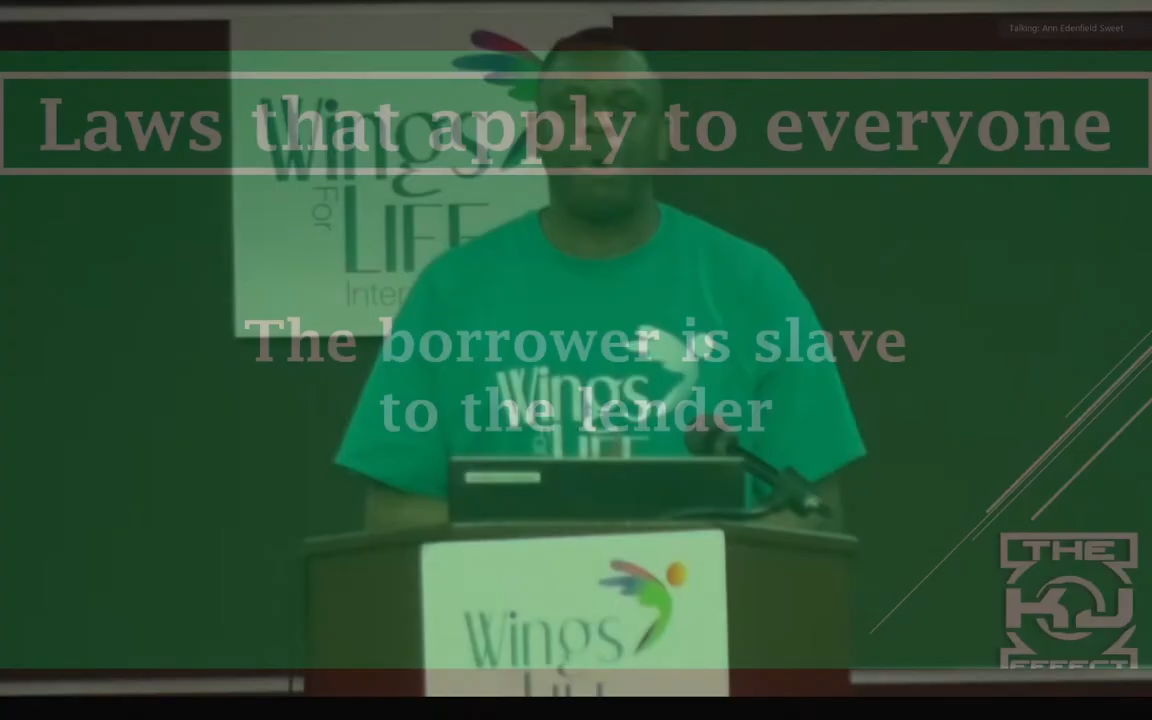 Talking: Ann Edenfield Sweet
Laws that apply to everyone
Wings
For
LIFE
Inter
The borrower is slave
to the lender
Wings
LIFE
THE
KJ
EFFECT
Wings